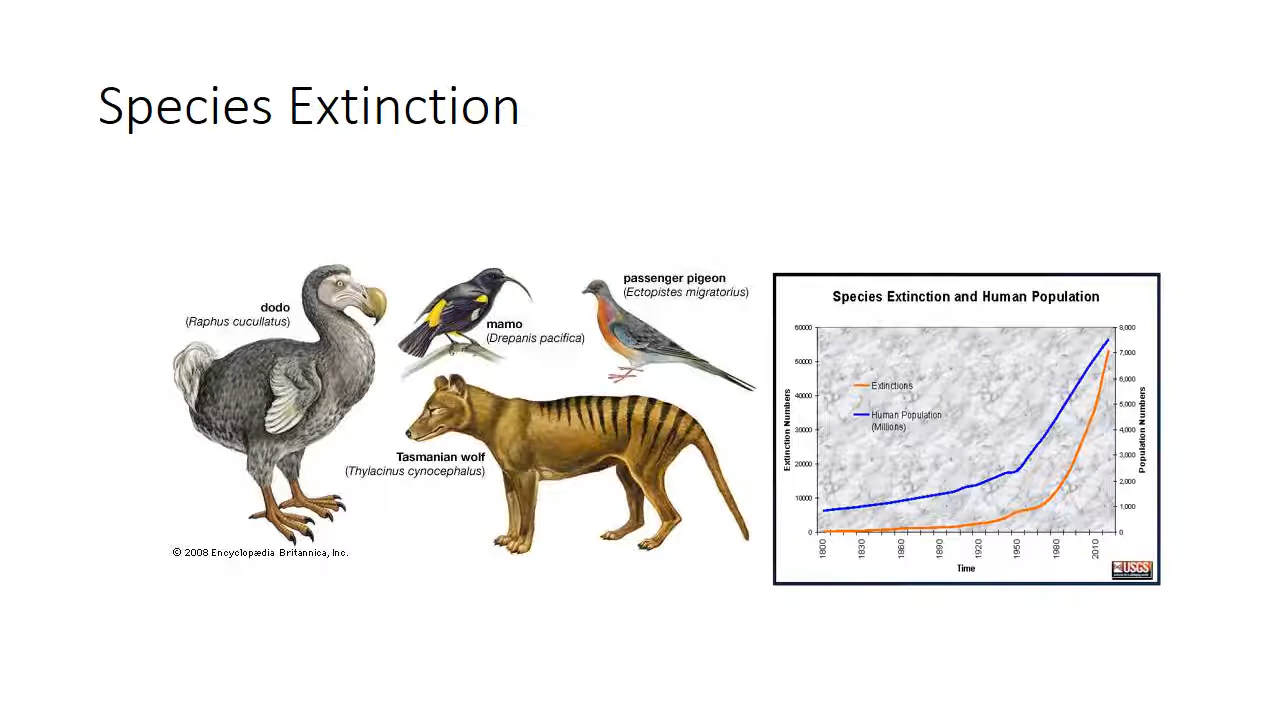 Species Extinction
dodo
(Raphus cucullatus)
mamo
(Drepanis pacifica)
passenger pigeon
(Ectopistes migratorius)
Tasmanian wolf
(Thylacinus cynocephalus)
© 2008 Encyclopædia Britannica, Inc.
Species Extinction and Human Population
Extinction Numbers
60000
50000
40000
30000
20000
10000
0
Extinctions
Human Population
(Millions)
8,000
7,000
6,000
5,000
4,000
3,000
2,000
1,000
0
Population Numbers
1800
1830
1860
1890
1920
1950
1980
2010
Time
USGS